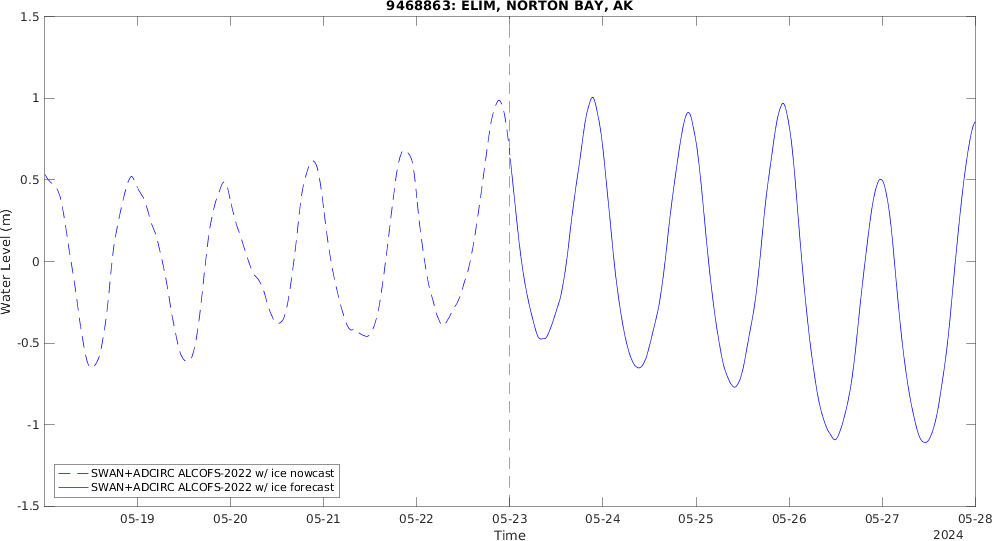 9468863: ELIM, NORTON BAY, AK
1.5
1
0.5
0
-0.5
-1
-1.5
Water Level (m)
SWAN+ADCIRC ALCOFS-2022 w/ ice nowcast
SWAN+ADCIRC ALCOFS-2022 w/ ice forecast
05-19 05-20 05-21 05-22 05-23 05-24 05-25 05-26 05-27 05-28
Time
2024